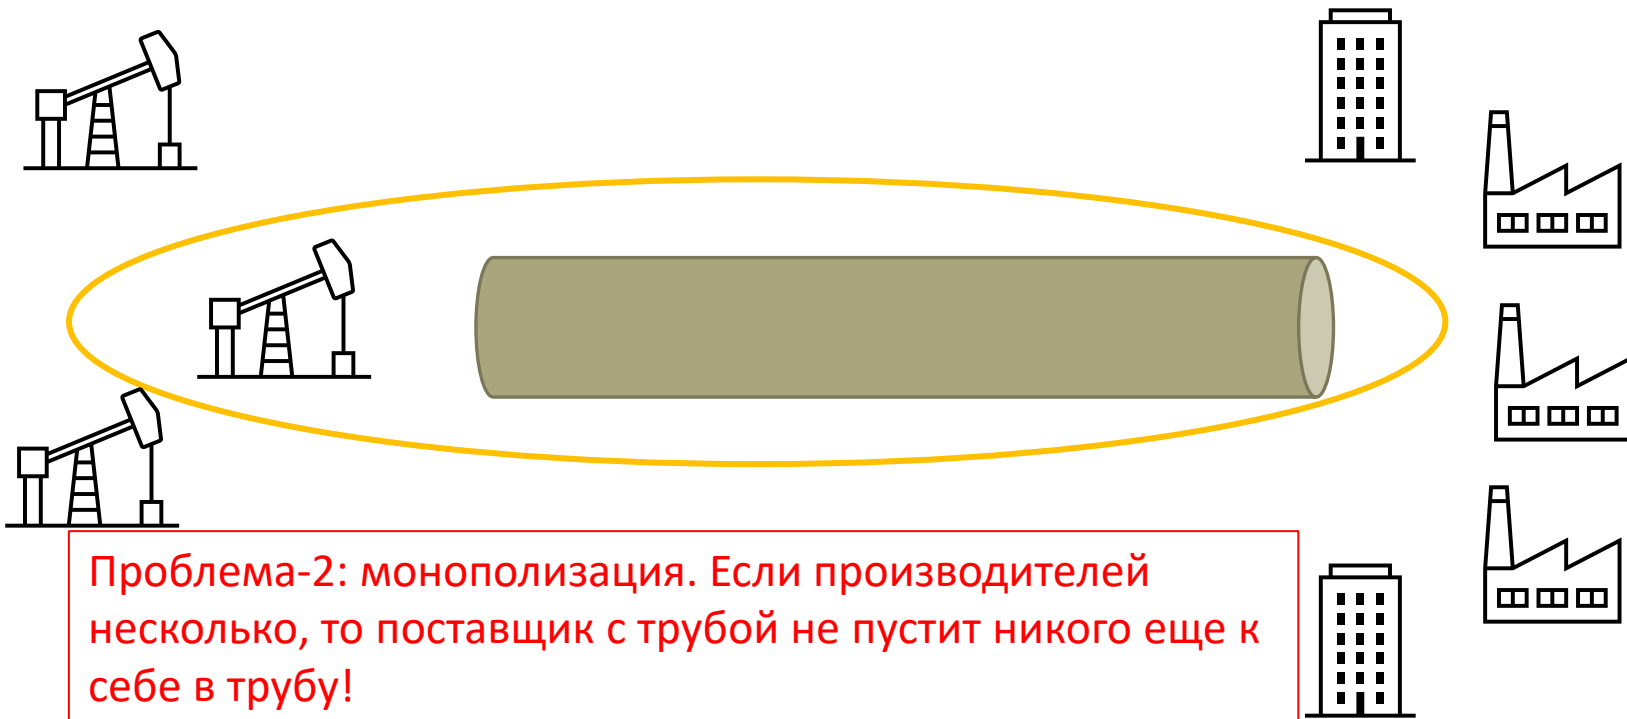 Проблема-2: монополизация. Если производителей
несколько, то поставщик с трубой не пустит никого еще к
себе в трубу!